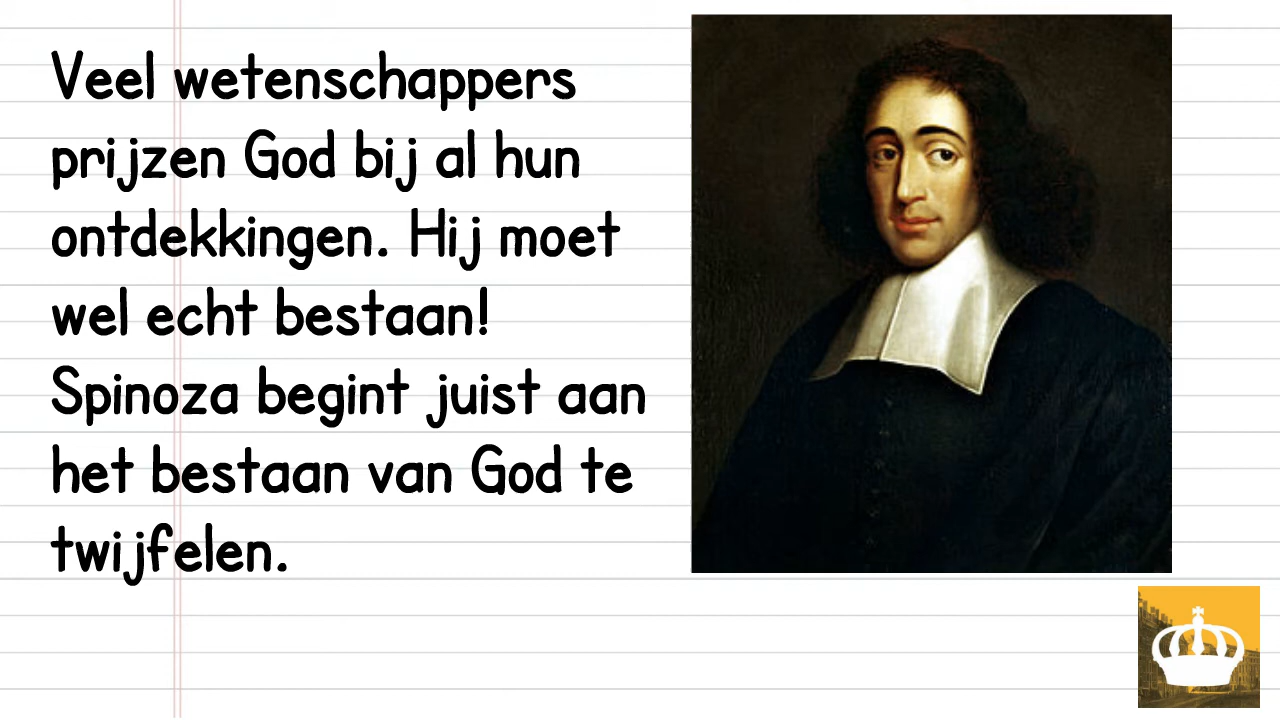 Veel wetenschappers
prijzen God bij al hun
ontdekkingen. Hij moet
wel echt bestaan!
Spinoza begint juist aan
het bestaan van God te
twijfelen.